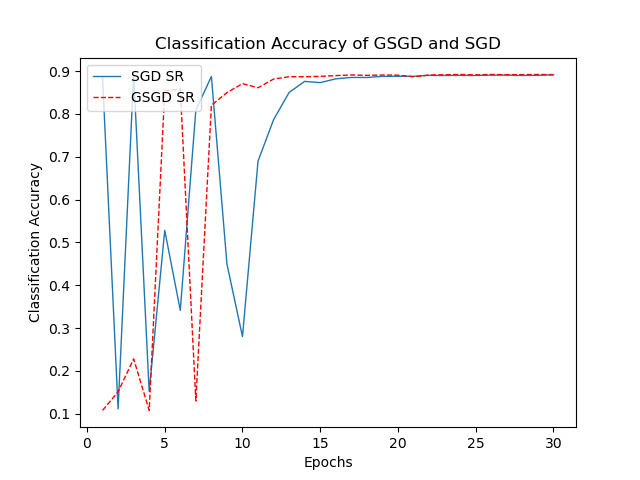 Classification Accuracy of GSGD and SGD
SGD SR
GSGD SR
0.9
0.8
0.7
0.6
0.5
0.4
0.3
0.2
0.1
Classification Accuracy
0 5 10 15 20 25 30
Epochs